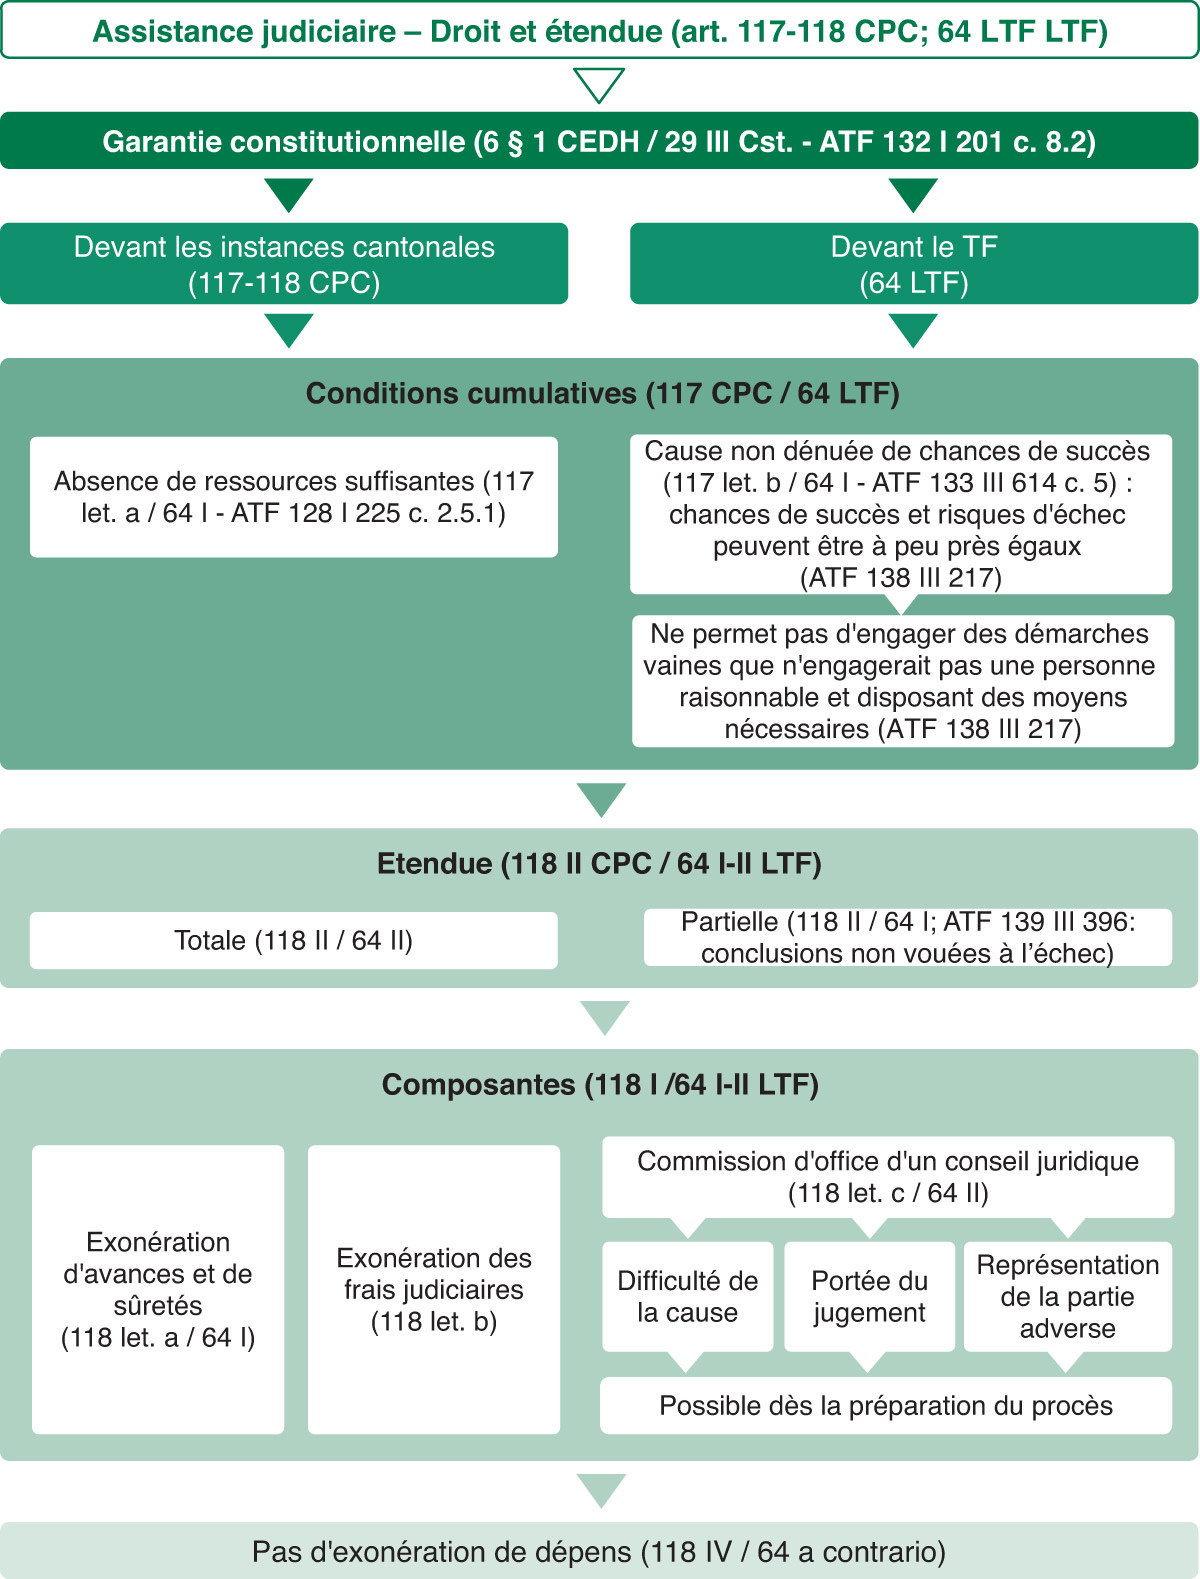 Assistance judiciaire – Droit et étendue (art. 117-118 CPC; 64 LTF LTF)
Garantie constitutionnelle (6 § 1 CEDH / 29 III Cst. - ATF 132 I 201 c. 8.2)
Devant les instances cantonales
(117-118 CPC)
Devant le TF
(64 LTF)
Conditions cumulatives (117 CPC / 64 LTF)
Absence de ressources suffisantes (117
let. a / 64 I - ATF 128 I 225 c. 2.5.1)
Cause non dénuée de chances de succès
(117 let. b / 64 I - ATF 133 III 614 c. 5) :
chances de succès et risques d'échec
peuvent être à peu près égaux
(ATF 138 III 217)
Ne permet pas d'engager des démarches
vaines que n'engagerait pas une personne
raisonnable et disposant des moyens
nécessaires (ATF 138 III 217)
Etendue (118 II CPC / 64 I-II LTF)
Totale (118 II / 64 II)
Partielle (118 II / 64 I; ATF 139 III 396:
conclusions non vouées à l’échec)
Composantes (118 I /64 I-II LTF)
Exonération
d'avances et de
sûretés
(118 let. a / 64 I)
Exonération des
frais judiciaires
(118 let. b)
Commission d'office d'un conseil juridique
(118 let. c / 64 II)
Difficulté de
la cause
Portée du
jugement
Représentation
de la partie
adverse
Possible dès la préparation du procès
Pas d'exonération de dépens (118 IV / 64 a contrario)